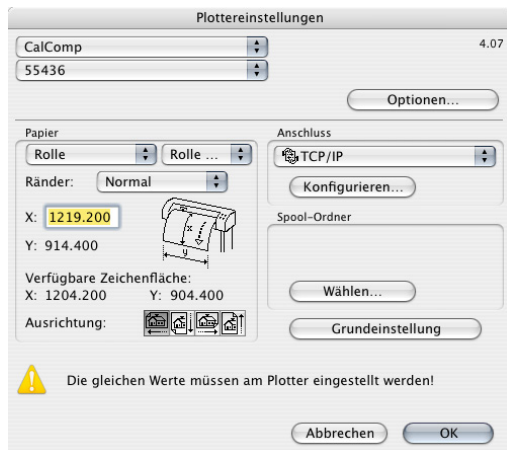 Plottereinstellungen
CalComp
4.07
55436
Optionen...
Papier
Rolle
Rolle ...
Ränder: Normal
X: 1219.200
Y: 914.400
x
y
Verfügbare Zeichenfläche:
X: 1204.200 Y: 904.400
Ausrichtung:
Anschluss
TCP/IP
Konfigurieren...
Spool-Ordner
Wählen...
Grundeinstellung
Die gleichen Werte müssen am Plotter eingestellt werden!
Abbrechen
OK